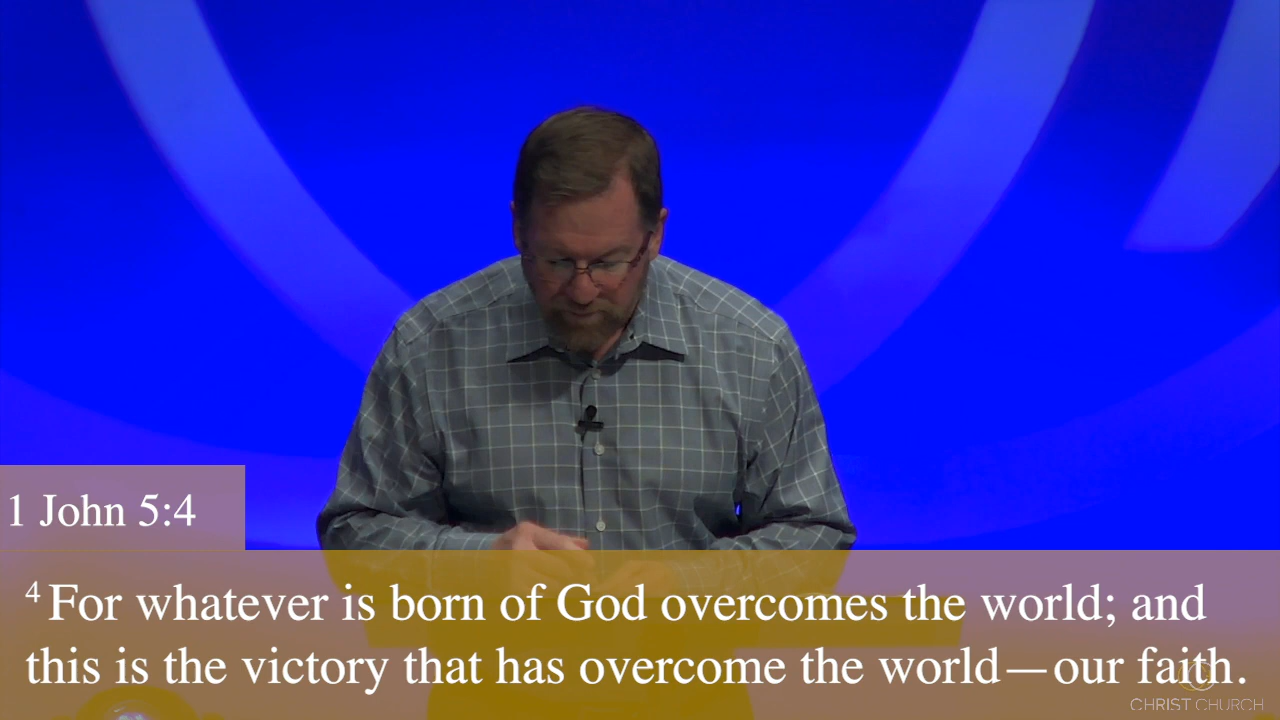 1 John 5:4
4 For whatever is born of God overcomes the world; and
this is the victory that has overcome the world—our faith.
CHRIST CHURCH